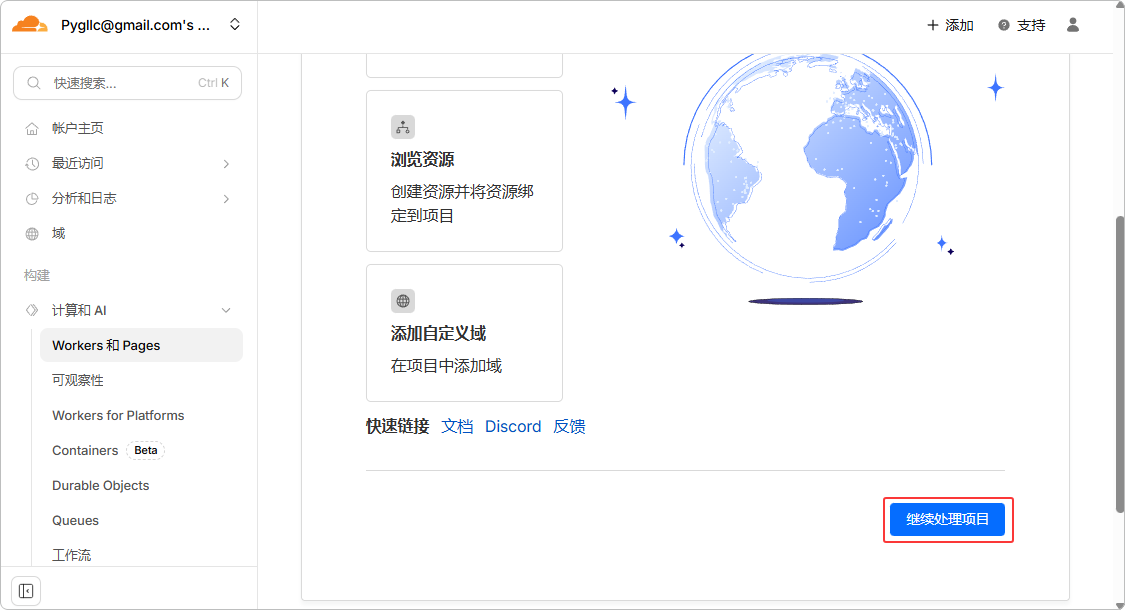 Pygllc@gmail.com's ...
添加
支持
快速搜索...
Ctrl K
帐户主页
最近访问
分析和日志
域
构建
计算和 AI
Workers 和 Pages
可观察性
Workers for Platforms
Containers Beta
Durable Objects
Queues
工作流
浏览资源
创建资源并将资源绑
定到项目
添加自定义域
在项目中添加域
快速链接 文档 Discord 反馈
继续处理项目